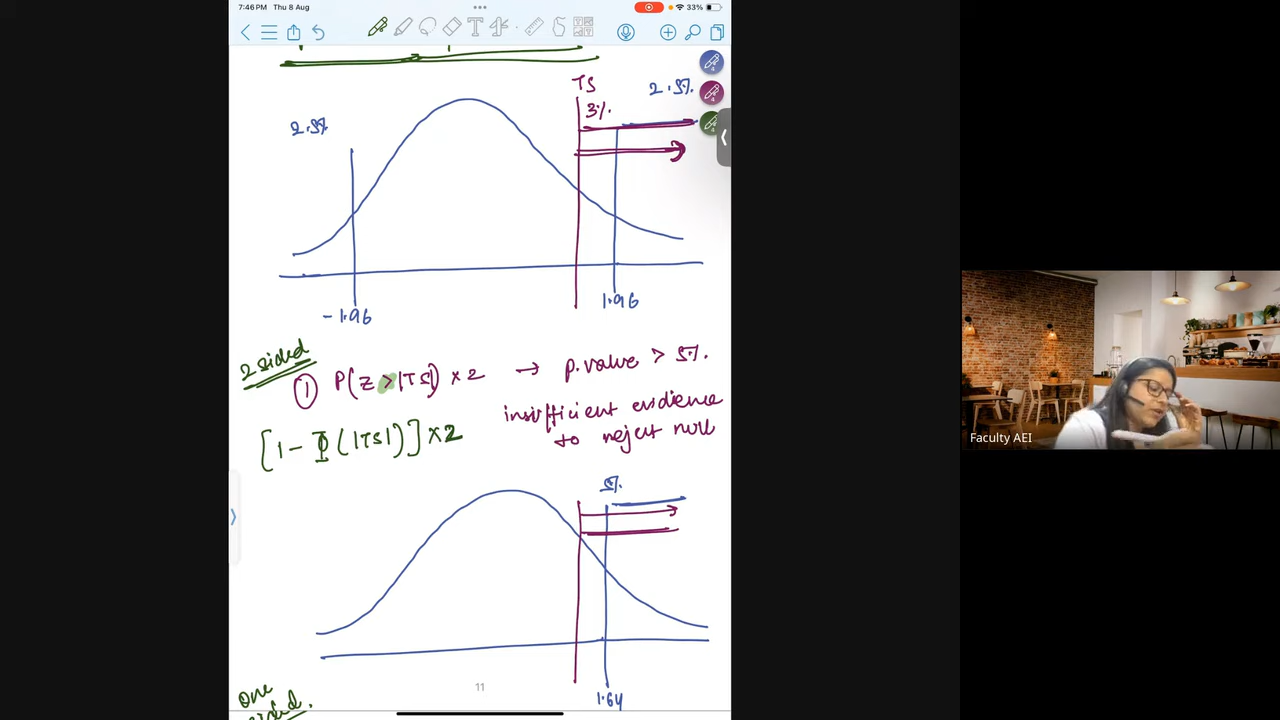 7:46 PM Thu 8 Aug
33%
TS
3%.
2.5%.
2.5%
-1.96
1.96
2 sided
① P(Z > |TS|) × 2 → p.value > 5%.
insufficient evidence
to reject null
[1 - Φ(|TS|)] × 2
5%.
1.64
11
One
sided.
Faculty AEI